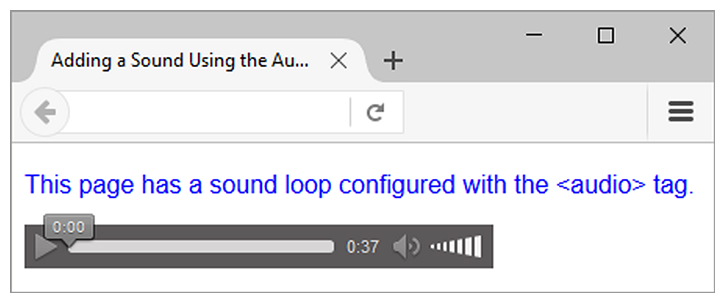 Adding a Sound Using the Au...
This page has a sound loop configured with the <audio> tag.
0:00
0:37